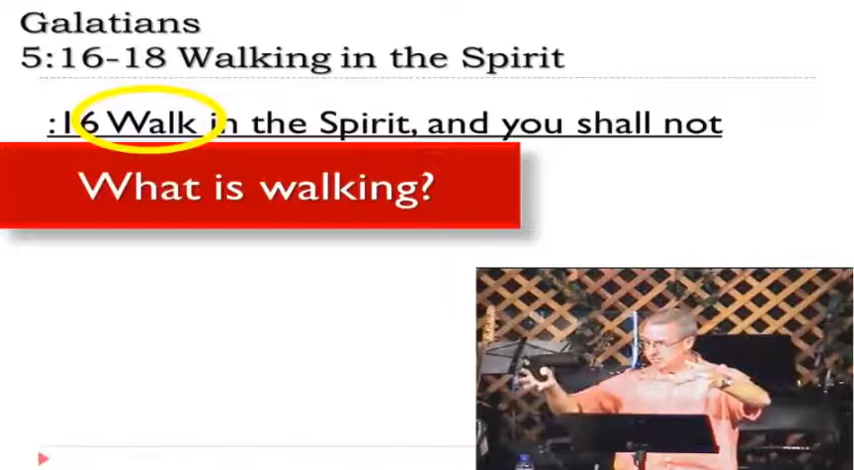 Galatians
5:16-18 Walking in the Spirit
:16 Walk in the Spirit, and you shall not
What is walking?